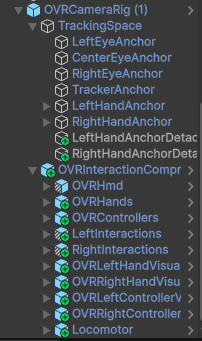 OVRCameraRig (1)
TrackingSpace
LeftEyeAnchor
CenterEyeAnchor
RightEyeAnchor
TrackerAnchor
LeftHandAnchor
RightHandAnchor
LeftHandAnchorDetac
RightHandAnchorDeta
OVRInteractionCompr
OVRHmd
OVRHands
OVRControllers
LeftInteractions
RightInteractions
OVRLeftHandVisua
OVRRightHandVisu
OVRLeftControllerV
OVRRightController
Locomotor